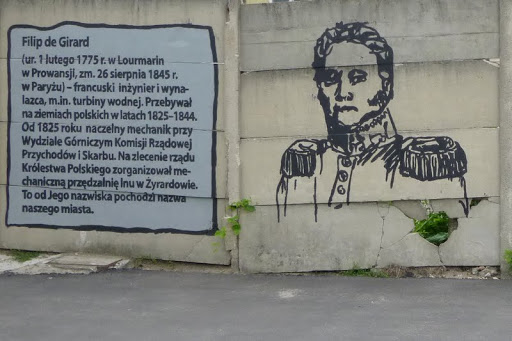 Filip de Girard
(ur. 1 lutego 1775 r. w Lourmarin
w Prowansji, zm. 26 sierpnia 1845 r.
w Paryżu) – francuski inżynier i wyna-
lazca, m.in. turbiny wodnej. Przebywał
na ziemiach polskich w latach 1825–1844.
Od 1825 roku naczelny mechanik przy
Wydziale Górniczym Komisji Rządowej
Przychodów i Skarbu. Na zlecenie rządu
Królestwa Polskiego zorganizował me-
chaniczną przędzalnię lnu w Żyrardowie.
To od Jego nazwiska pochodzi nazwa
naszego miasta.